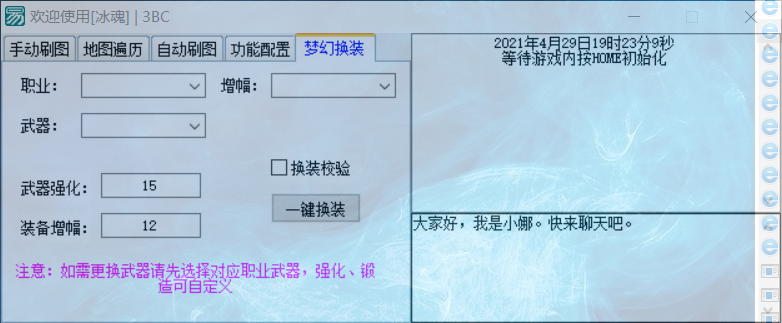 欢迎使用[冰魂] | 3BC
手动刷图 地图遍历 自动刷图 功能配置 梦幻换装
职业： 增幅：
武器：
换装校验
武器强化： 15
一键换装
装备增幅： 12
注意：如需更换武器请先选择对应职业武器，强化、锻
造可自定义
2021年4月29日19时23分9秒
等待游戏内按HOME初始化
大家好，我是小娜。快来聊天吧。